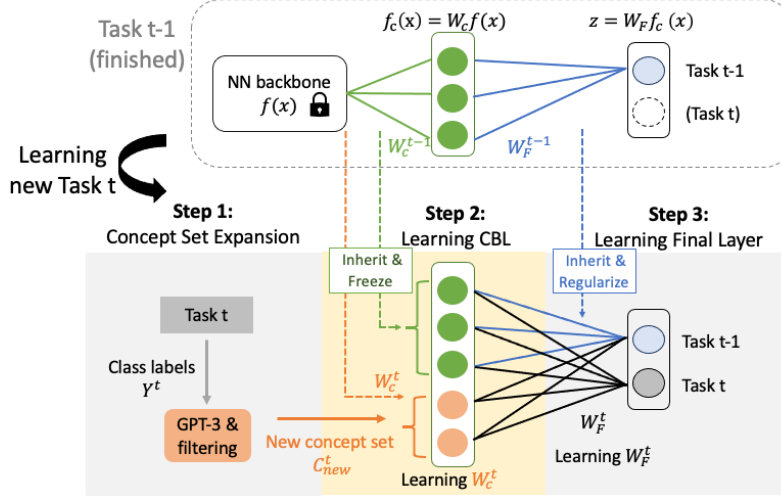 Task t-1
(finished)
f_c(x) = W_c f(x)
z = W_F f_c (x)
NN backbone
f(x)
Task t-1
(Task t)
W_c^{t-1}
W_F^{t-1}
Learning
new Task t
Step 1:
Concept Set Expansion
Step 2:
Learning CBL
Step 3:
Learning Final Layer
Inherit &
Freeze
Inherit &
Regularize
Task t
Class labels
Y^t
GPT-3 &
filtering
New concept set
C_{new}^t
W_c^t
Learning W_c^t
Task t-1
Task t
W_F^t
Learning W_F^t